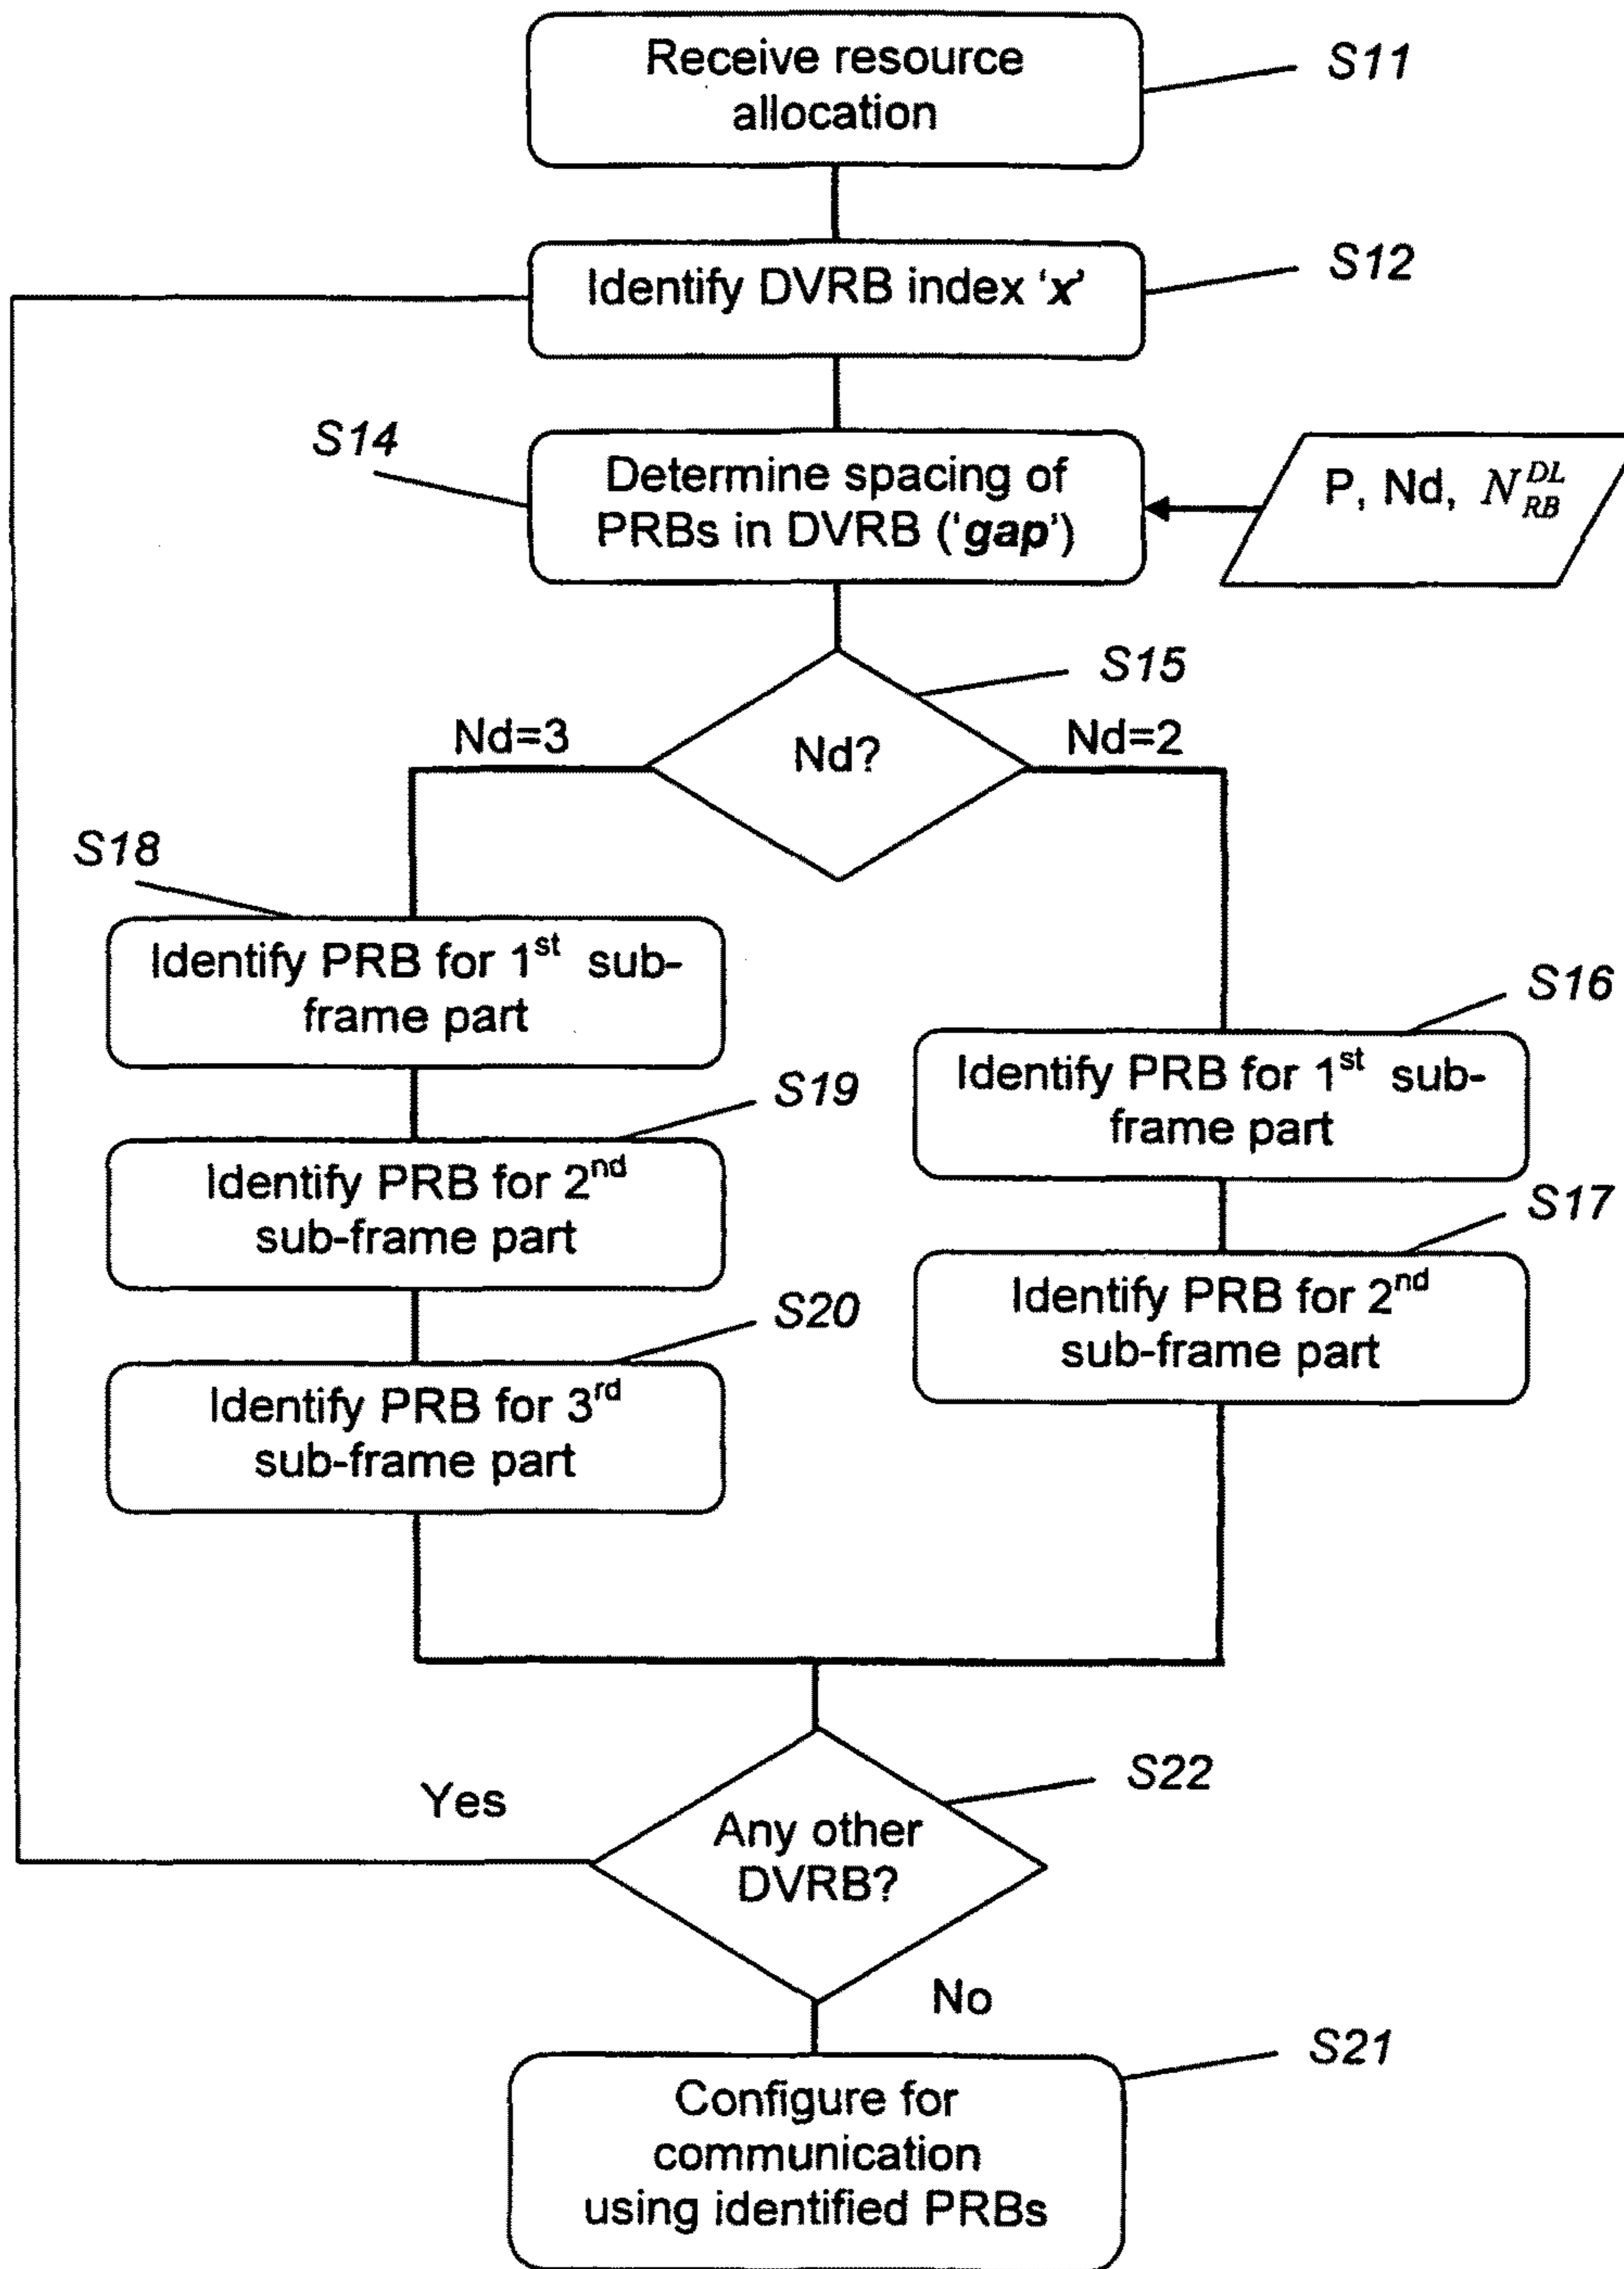 Receive resource
allocation
S11
Identify DVRB index ‘x’
S12
S14
Determine spacing of
PRBs in DVRB (‘gap’)
P, Nd, N_{RB}^{DL}
S15
Nd=3
Nd?
Nd=2
S18
Identify PRB for 1st sub-
frame part
S16
Identify PRB for 1st sub-
frame part
S19
Identify PRB for 2nd
sub-frame part
S17
Identify PRB for 2nd
sub-frame part
S20
Identify PRB for 3rd
sub-frame part
S22
Yes
Any other
DVRB?
No
S21
Configure for
communication
using identified PRBs